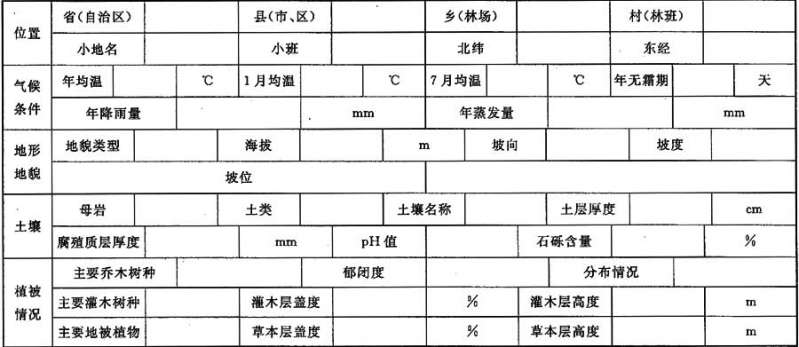 位置 省(自治区) 县(市、区) 乡(林场) 村(林班)
小地名 小班 北纬 东经
气候条件 年均温 ℃ 1月均温 ℃ 7月均温 ℃ 年无霜期 天
年降雨量 mm 年蒸发量 mm
地形地貌 地貌类型 海拔 m 坡向 坡度
坡位
土壤 母岩 土类 土壤名称 土层厚度 cm
腐殖质层厚度 mm pH值 石砾含量 %
植被情况 主要乔木树种 郁闭度 分布情况
主要灌木树种 灌木层盖度 % 灌木层高度 m
主要地被植物 草本层盖度 % 草本层高度 m